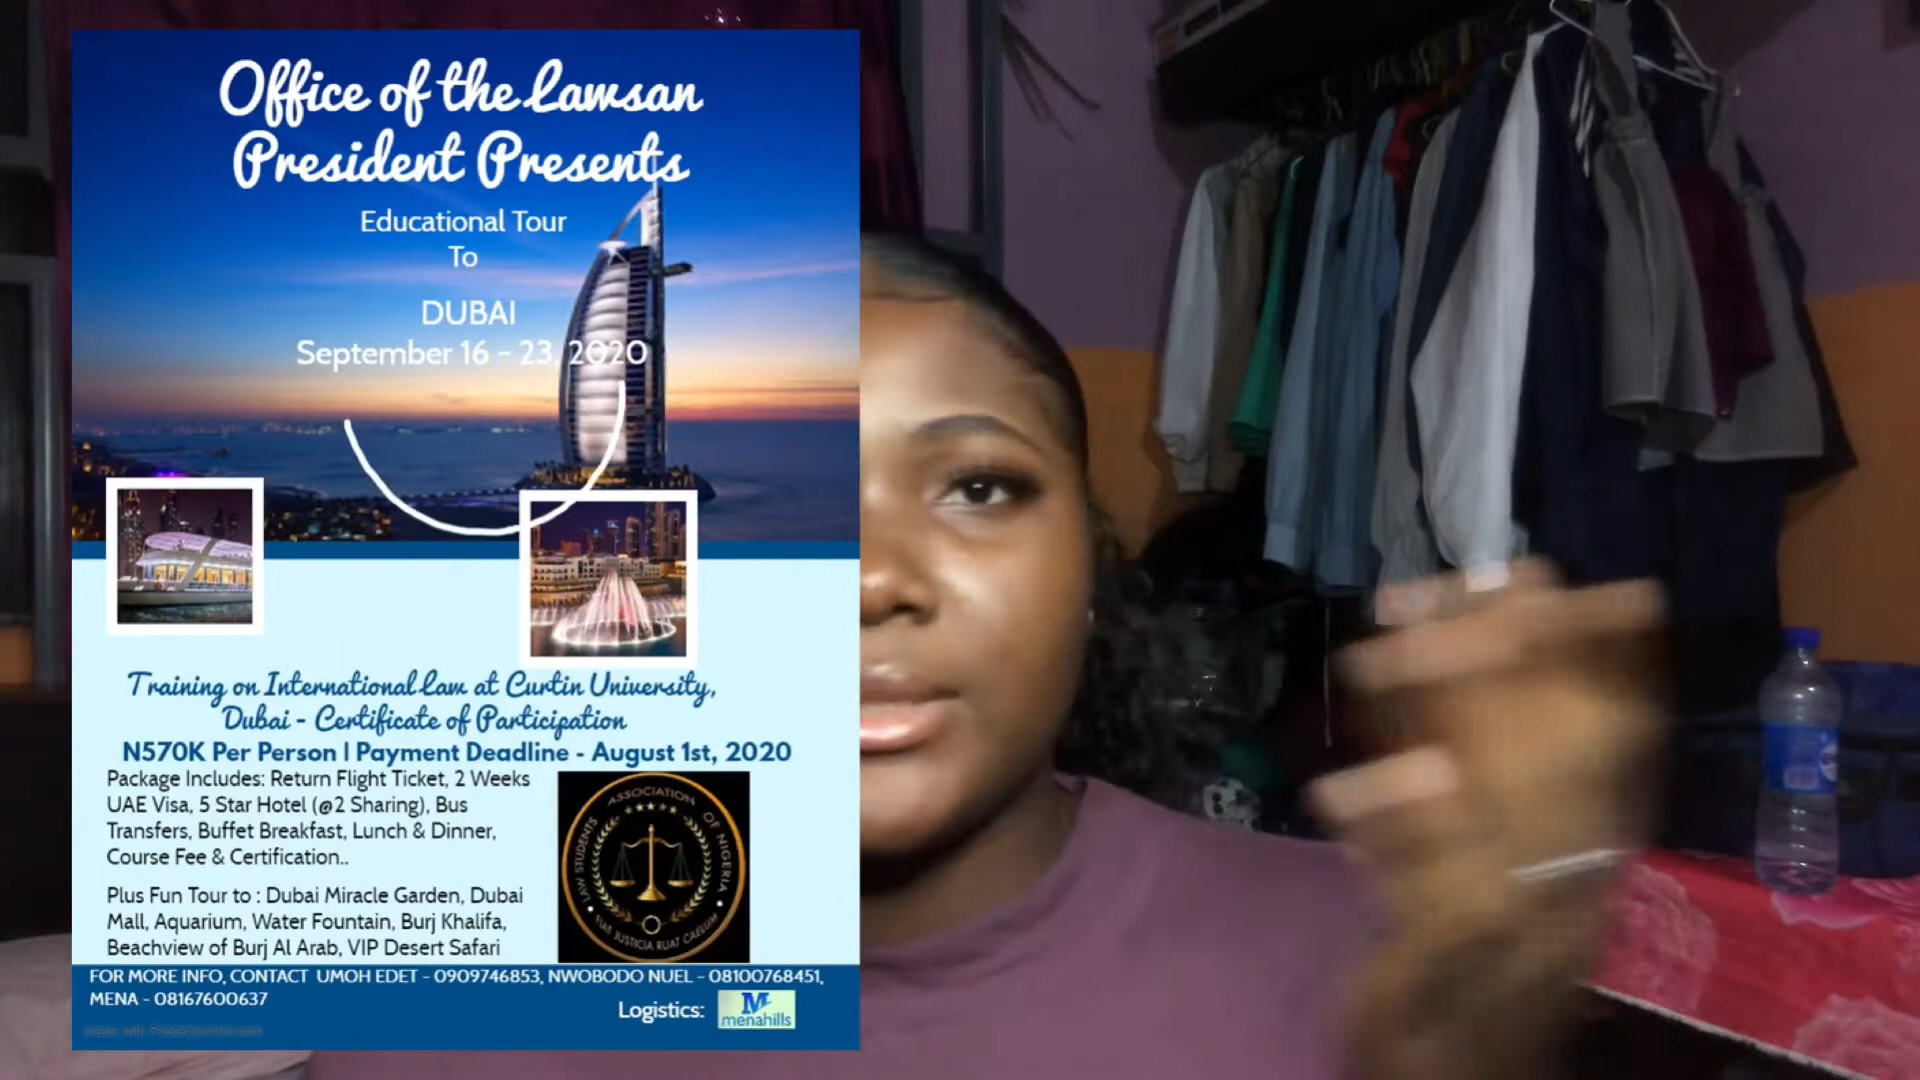 Office of the Lawsan
President Presents
Educational Tour
To
DUBAI
September 16 - 23, 2020
Training on International Law at Curtin University,
Dubai - Certificate of Participation
N570K Per Person | Payment Deadline - August 1st, 2020
Package Includes: Return Flight Ticket, 2 Weeks
UAE Visa, 5 Star Hotel (@2 Sharing), Bus
Transfers, Buffet Breakfast, Lunch & Dinner,
Course Fee & Certification..
Plus Fun Tour to : Dubai Miracle Garden, Dubai
Mall, Aquarium, Water Fountain, Burj Khalifa,
Beachview of Burj Al Arab, VIP Desert Safari
LAW STUDENTS ASSOCIATION OF NIGERIA
FIAT JUSTICIA RUAT CAELUM
FOR MORE INFO, CONTACT UMOH EDET - 0909746853, NWOBODO NUEL - 08100768451,
MENA - 08167600637
Logistics:
M
menahills